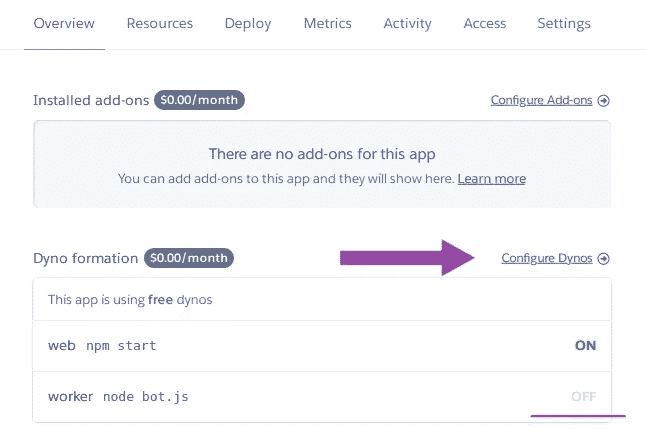 Overview Resources Deploy Metrics Activity Access Settings
Installed add-ons $0.00/month Configure Add-ons
There are no add-ons for this app
You can add add-ons to this app and they will show here. Learn more
Dyno formation $0.00/month Configure Dynos
This app is using free dynos
web npm start ON
worker node bot.js OFF